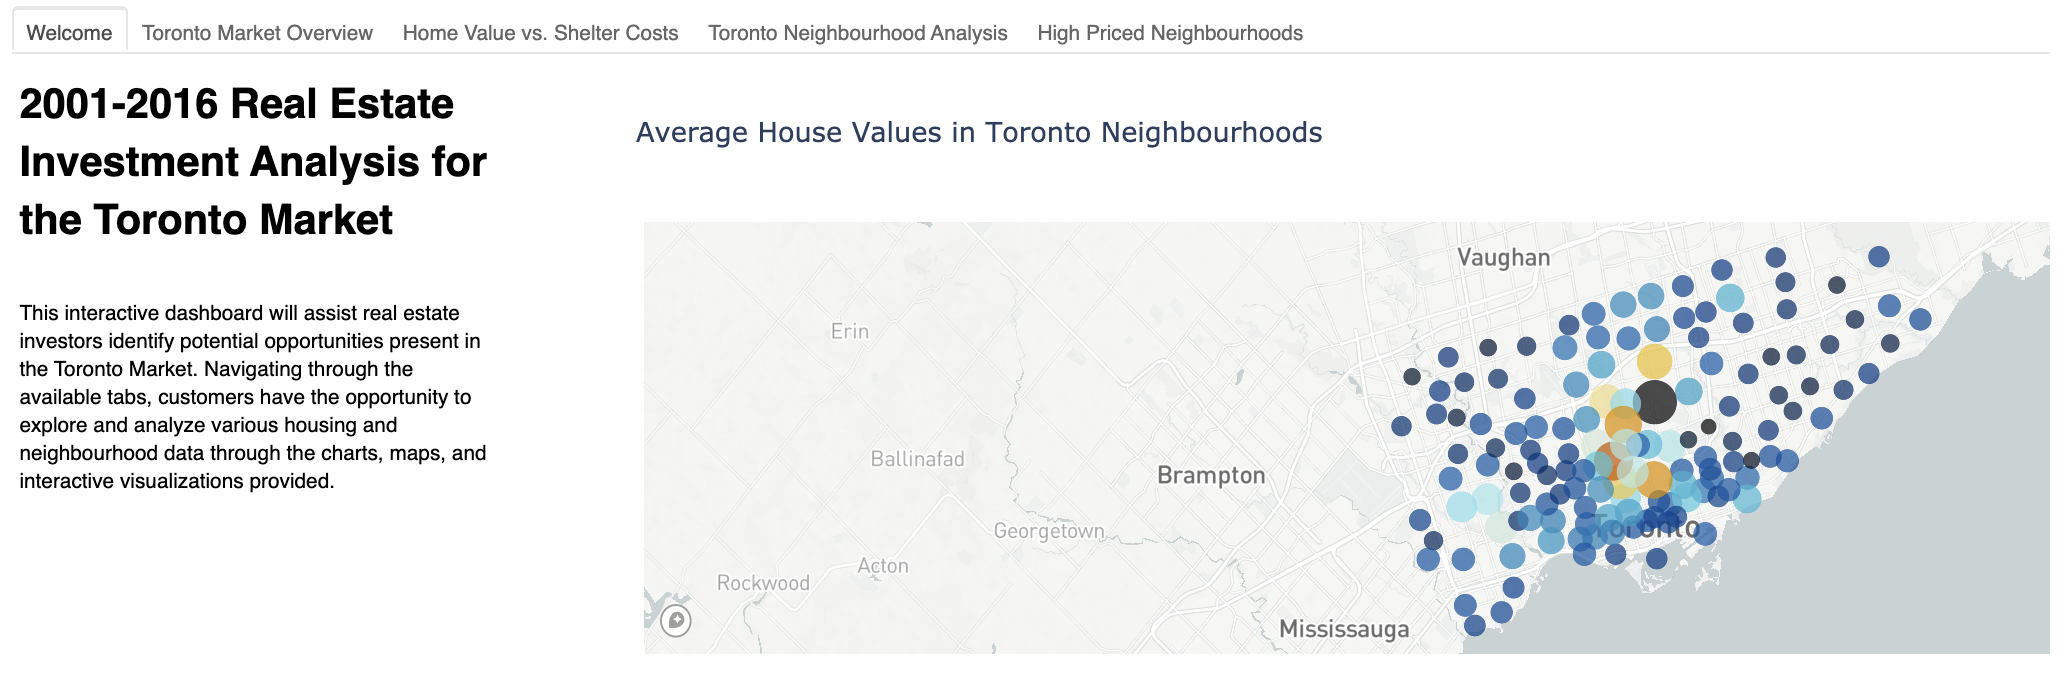 Welcome
Toronto Market Overview
Home Value vs. Shelter Costs
Toronto Neighbourhood Analysis
High Priced Neighbourhoods
2001-2016 Real Estate
Investment Analysis for
the Toronto Market
This interactive dashboard will assist real estate
investors identify potential opportunities present in
the Toronto Market. Navigating through the
available tabs, customers have the opportunity to
explore and analyze various housing and
neighbourhood data through the charts, maps, and
interactive visualizations provided.
Average House Values in Toronto Neighbourhoods
Vaughan
Erin
Ballinafad
Brampton
Georgetown
Toronto
Acton
Rockwood
Mississauga